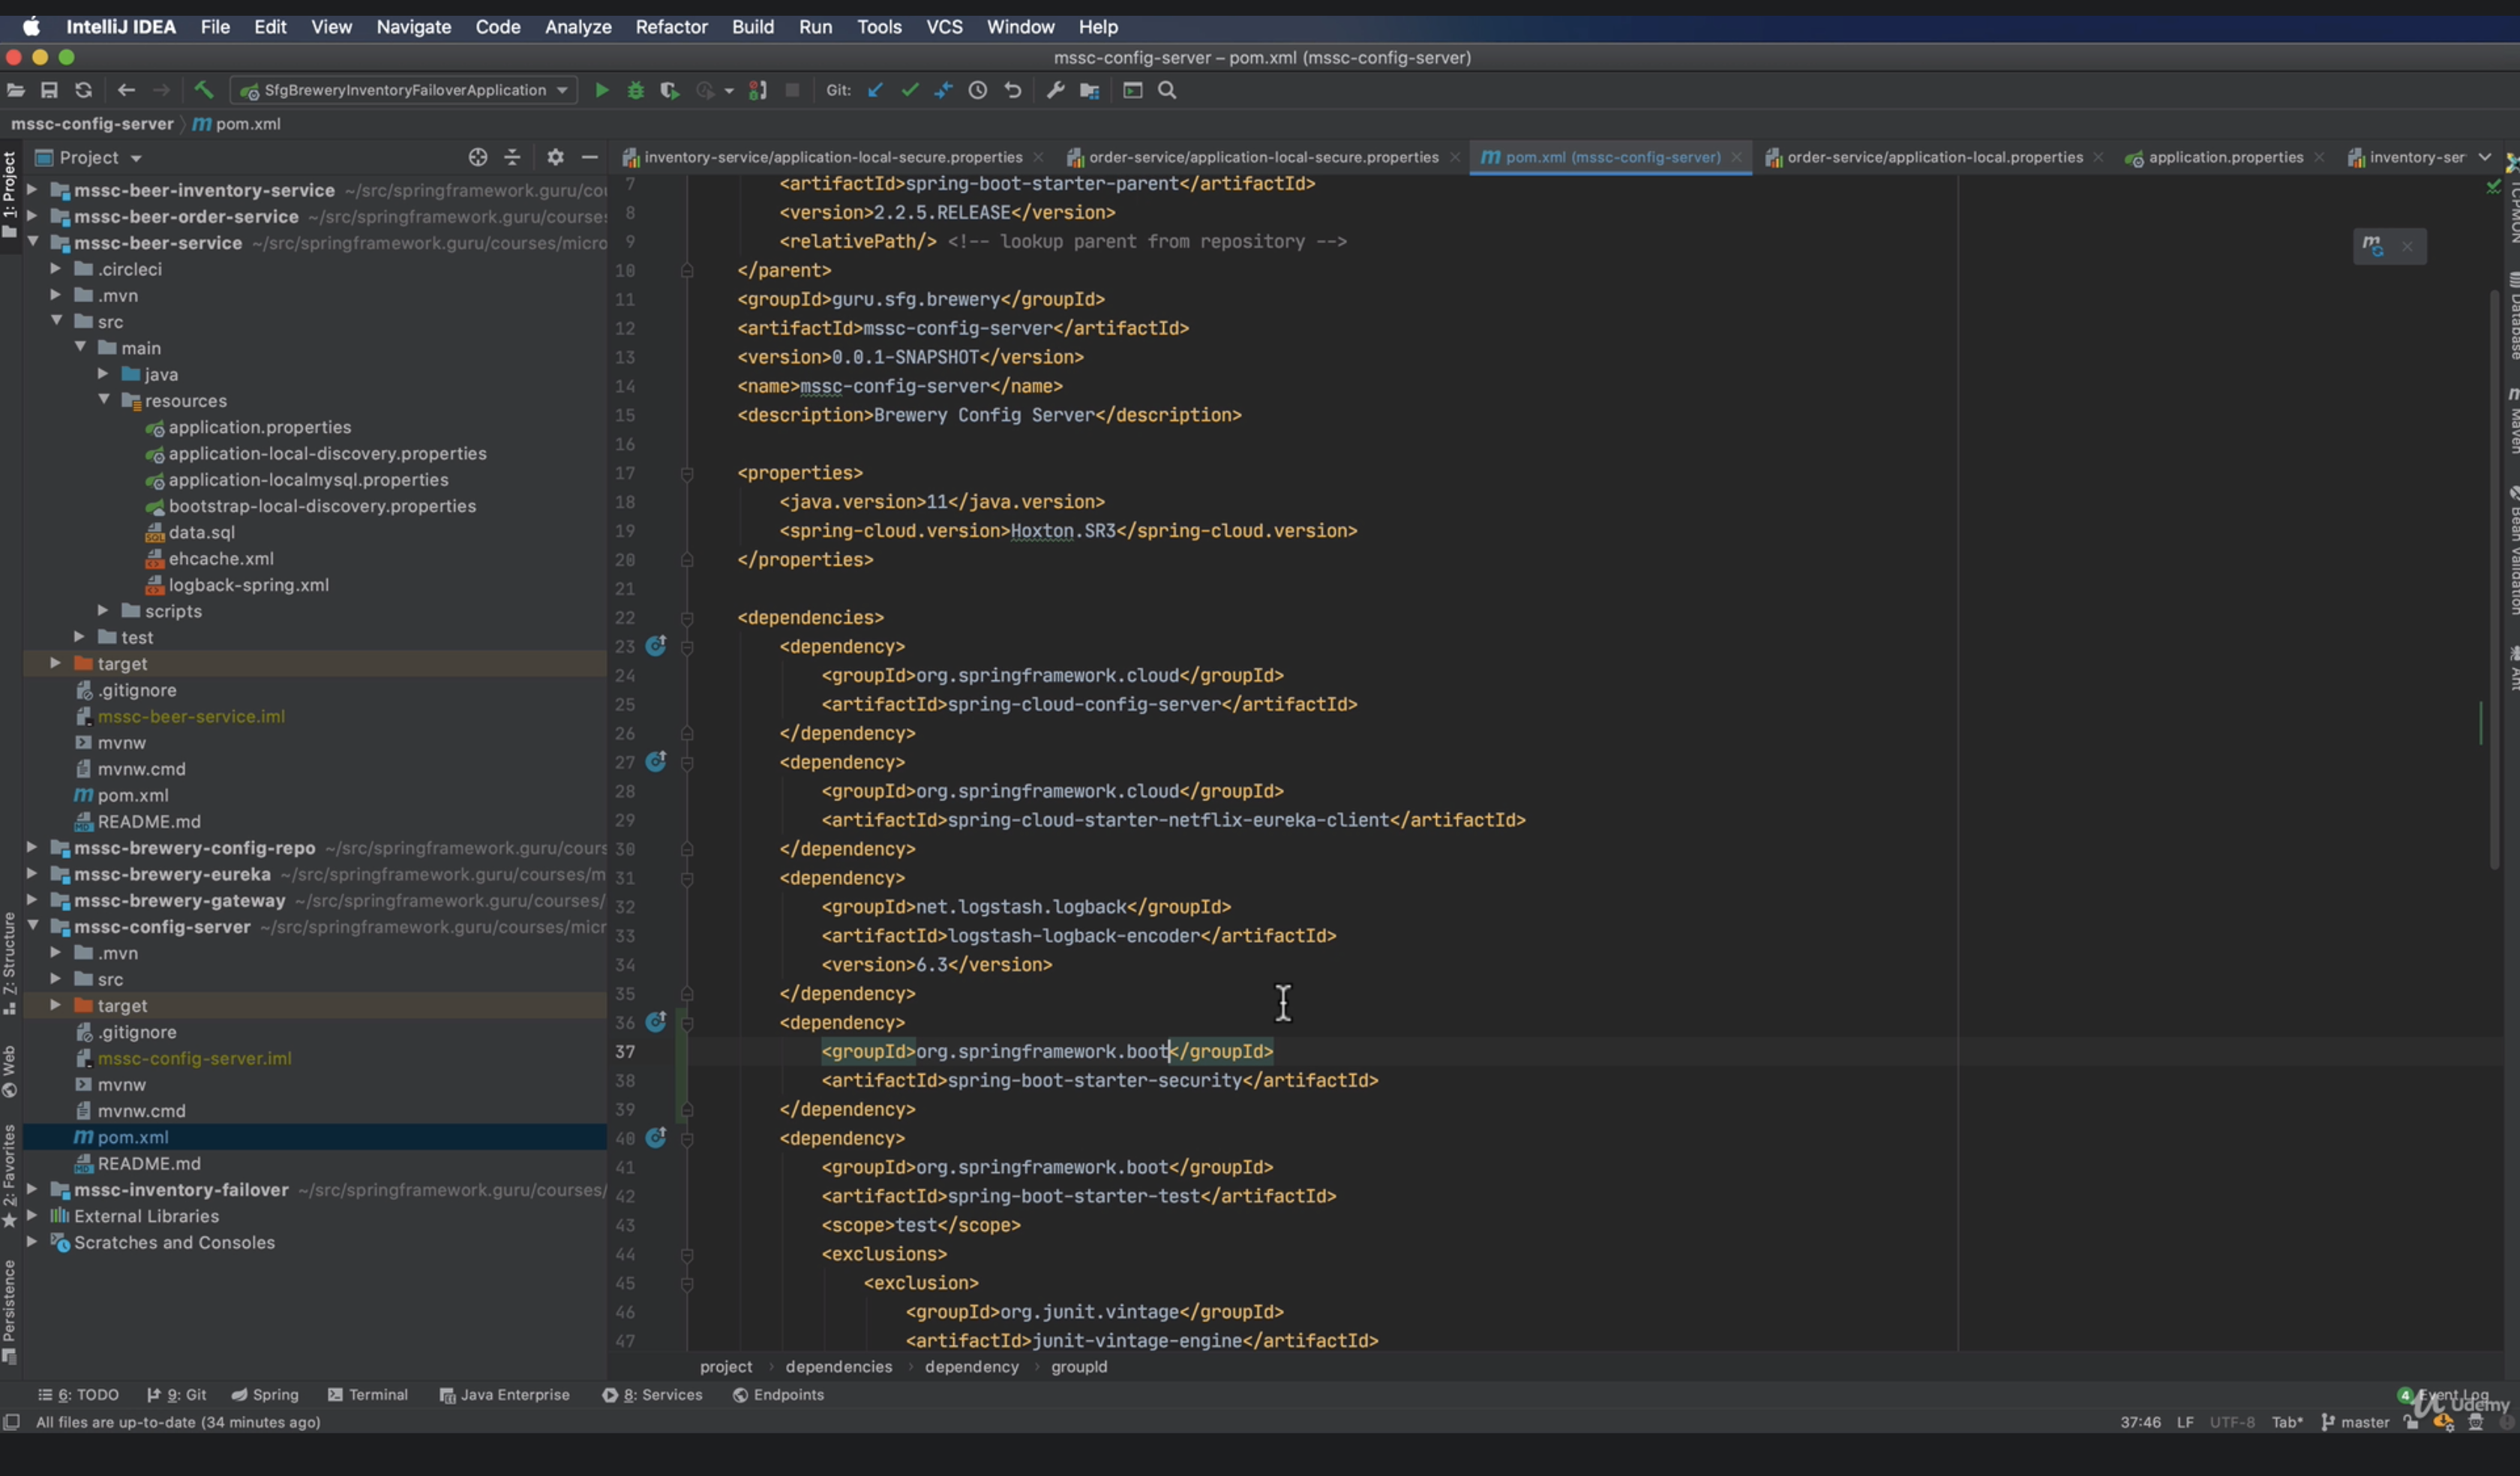 IntelliJ IDEA File Edit View Navigate Code Analyze Refactor Build Run Tools VCS Window Help
mssc-config-server – pom.xml (mssc-config-server)
SfgBreweryInventoryFailoverApplication Git:
mssc-config-server m pom.xml
Project
inventory-service/application-local-secure.properties order-service/application-local-secure.properties m pom.xml (mssc-config-server) order-service/application-local.properties application.properties inventory-ser
1: Project
Z: Structure
Web
2: Favorites
Persistence
mssc-beer-inventory-service ~/src/springframework.guru/cou
mssc-beer-order-service ~/src/springframework.guru/course
mssc-beer-service ~/src/springframework.guru/courses/micro
.circleci
.mvn
src
main
java
resources
application.properties
application-local-discovery.properties
application-localmysql.properties
bootstrap-local-discovery.properties
data.sql
ehcache.xml
logback-spring.xml
scripts
test
target
.gitignore
mssc-beer-service.iml
mvnw
mvnw.cmd
m pom.xml
README.md
mssc-brewery-config-repo ~/src/springframework.guru/cours
mssc-brewery-eureka ~/src/springframework.guru/courses/m
mssc-brewery-gateway ~/src/springframework.guru/courses/
mssc-config-server ~/src/springframework.guru/courses/micr
.mvn
src
target
.gitignore
mssc-config-server.iml
mvnw
mvnw.cmd
m pom.xml
README.md
mssc-inventory-failover ~/src/springframework.guru/courses/
External Libraries
Scratches and Consoles
7 <artifactId>spring-boot-starter-parent</artifactId>
8 <version>2.2.5.RELEASE</version>
9 <relativePath/> <!-- lookup parent from repository -->
10 </parent>
11 <groupId>guru.sfg.brewery</groupId>
12 <artifactId>mssc-config-server</artifactId>
13 <version>0.0.1-SNAPSHOT</version>
14 <name>mssc-config-server</name>
15 <description>Brewery Config Server</description>
16
17 <properties>
18 <java.version>11</java.version>
19 <spring-cloud.version>Hoxton.SR3</spring-cloud.version>
20 </properties>
21
22 <dependencies>
23 <dependency>
24 <groupId>org.springframework.cloud</groupId>
25 <artifactId>spring-cloud-config-server</artifactId>
26 </dependency>
27 <dependency>
28 <groupId>org.springframework.cloud</groupId>
29 <artifactId>spring-cloud-starter-netflix-eureka-client</artifactId>
30 </dependency>
31 <dependency>
32 <groupId>net.logstash.logback</groupId>
33 <artifactId>logstash-logback-encoder</artifactId>
34 <version>6.3</version>
35 </dependency>
36 <dependency>
37 <groupId>org.springframework.boot</groupId>
38 <artifactId>spring-boot-starter-security</artifactId>
39 </dependency>
40 <dependency>
41 <groupId>org.springframework.boot</groupId>
42 <artifactId>spring-boot-starter-test</artifactId>
43 <scope>test</scope>
44 <exclusions>
45 <exclusion>
46 <groupId>org.junit.vintage</groupId>
47 <artifactId>junit-vintage-engine</artifactId>
m
TCPMON
Database
m Maven
Bean Validation
Ant
project dependencies dependency groupId
6: TODO 9: Git Spring Terminal Java Enterprise 8: Services Endpoints 4 Event Log
Udemy
All files are up-to-date (34 minutes ago) 37:46 LF UTF-8 Tab* master